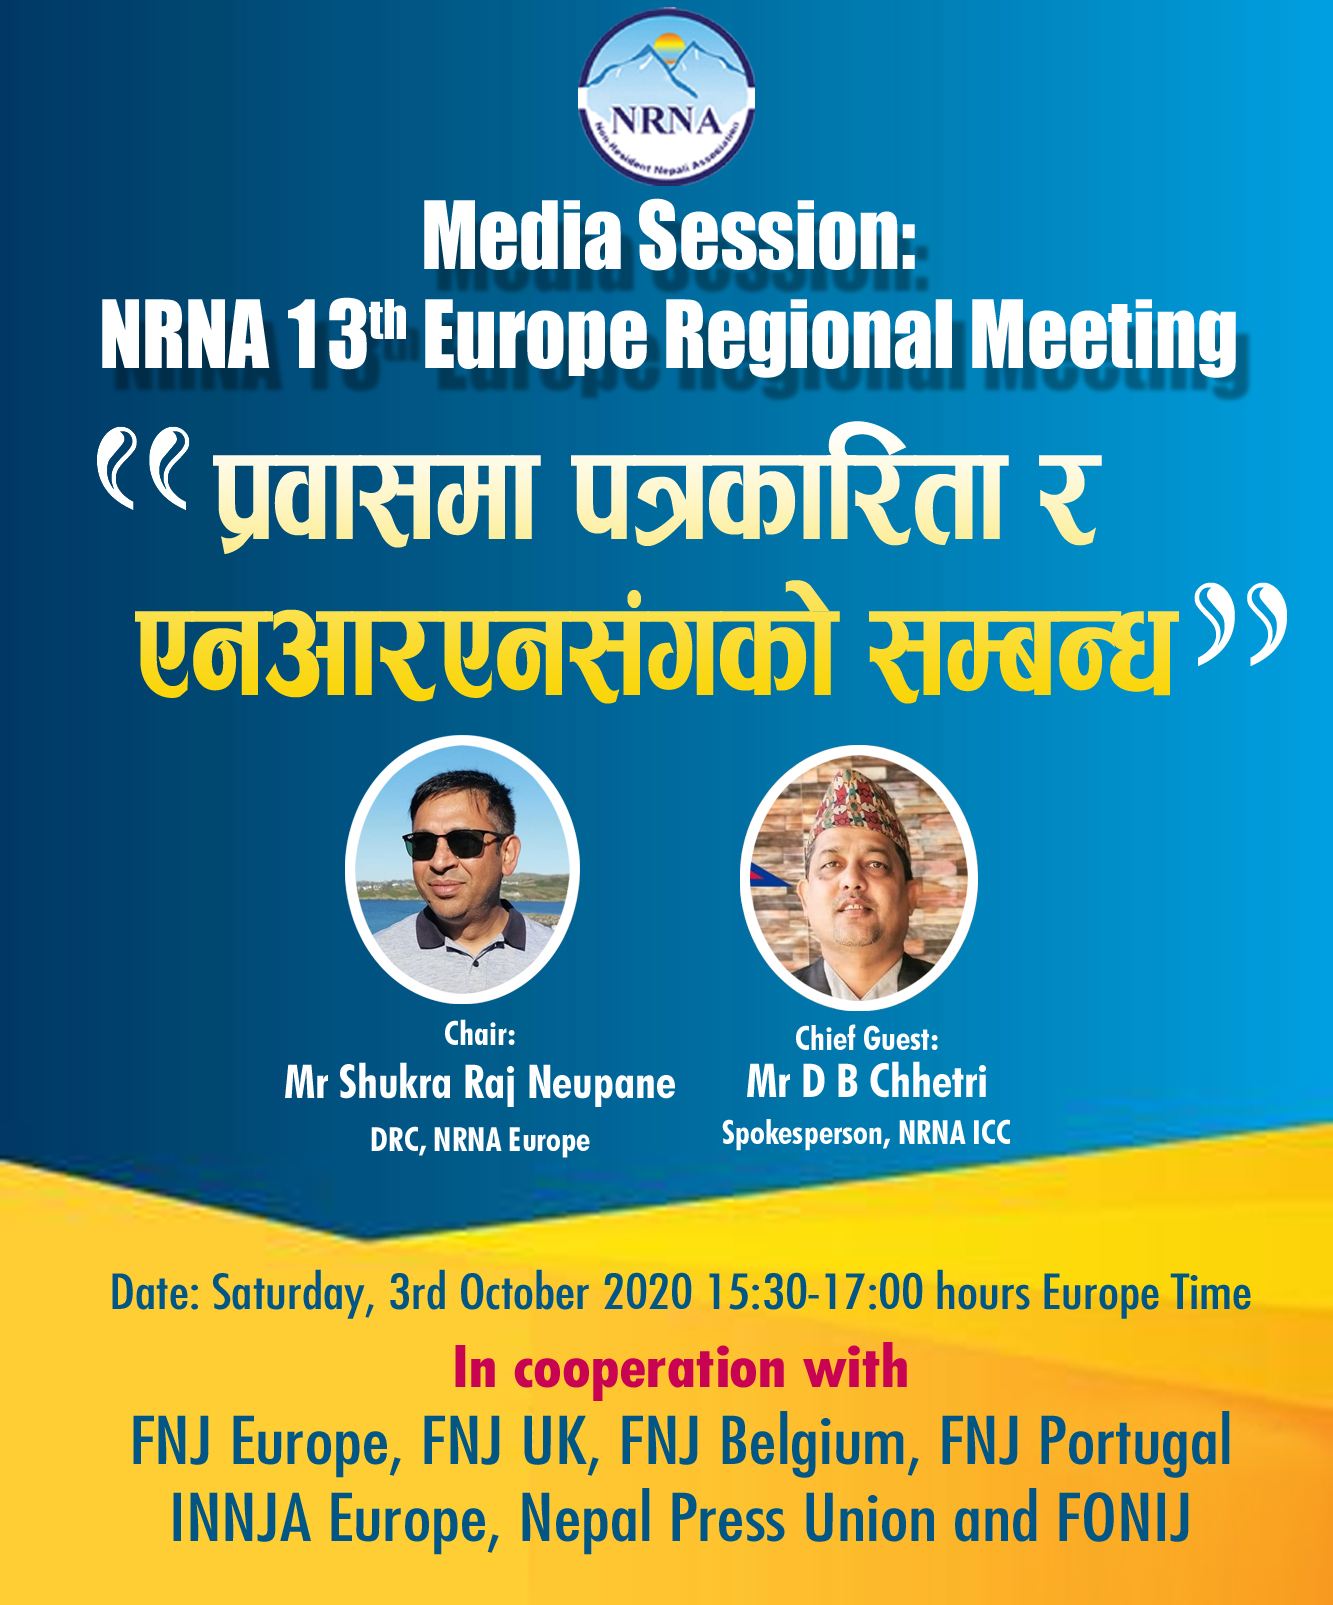 NRNA
Non-Resident Nepali Association
Media Session:
NRNA 13th Europe Regional Meeting
“प्रवासमा पत्रकारिता र
एनआरएनसंगको सम्बन्ध”
Chair:
Mr Shukra Raj Neupane
DRC, NRNA Europe
Chief Guest:
Mr D B Chhetri
Spokesperson, NRNA ICC
Date: Saturday, 3rd October 2020 15:30-17:00 hours Europe Time
In cooperation with
FNJ Europe, FNJ UK, FNJ Belgium, FNJ Portugal
INNJA Europe, Nepal Press Union and FONIJ